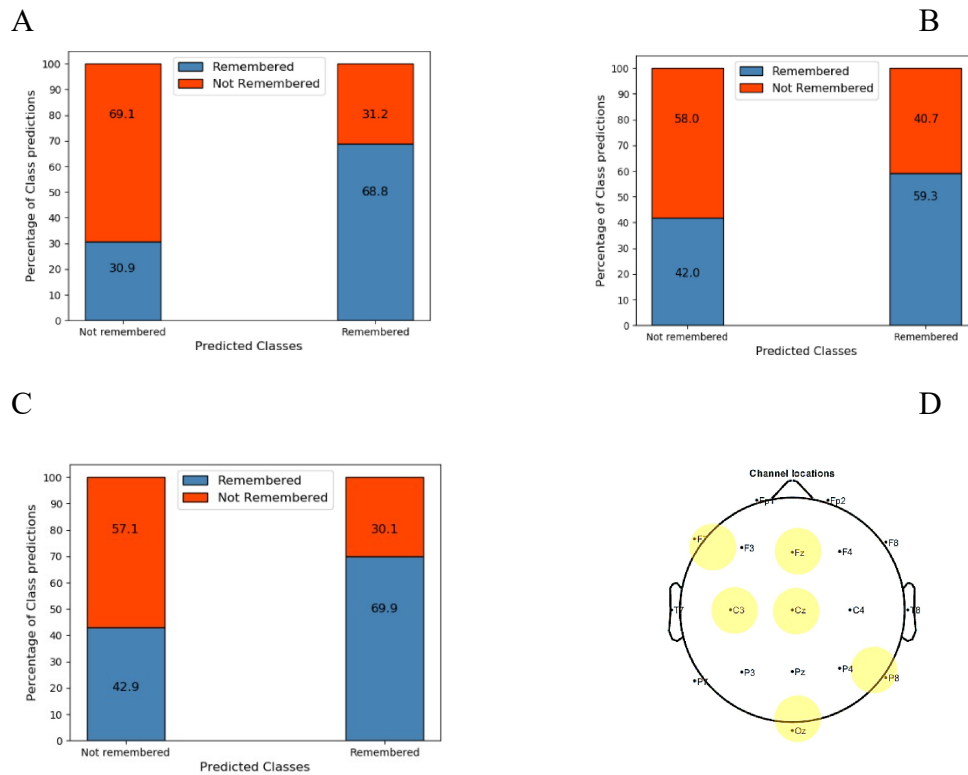 A
B
Remembered
Not Remembered
69.1
31.2
68.8
30.9
100
90
80
70
60
50
40
30
20
10
0
Percentage of Class predictions
Not remembered
Remembered
Predicted Classes
Remembered
Not Remembered
58.0
40.7
59.3
42.0
100
90
80
70
60
50
40
30
20
10
0
Percentage of Class predictions
Not remembered
Remembered
Predicted Classes
C
D
Remembered
Not Remembered
57.1
30.1
69.9
42.9
100
90
80
70
60
50
40
30
20
10
0
Percentage of Class predictions
Not remembered
Remembered
Predicted Classes
Channel locations
Fp1 Fp2
F7 F3 Fz F4 F8
T7 C3 Cz C4 T8
P7 P3 Pz P4 P8
Oz